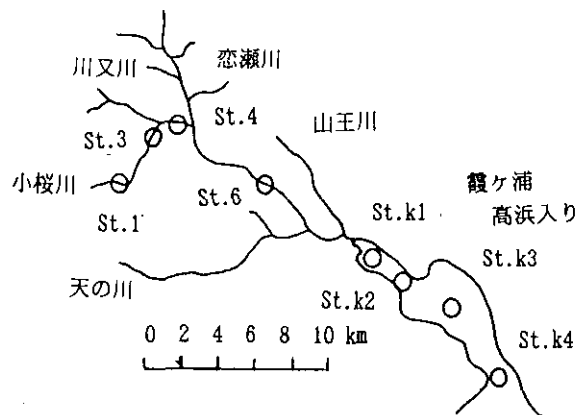 川又川
恋瀬川
St.3
St.4
山王川
小桜川
St.1
St.6
霞ケ浦
高浜入り
St.k1
St.k3
天の川
St.k2
0 2 4 6 8 10 km
St.k4